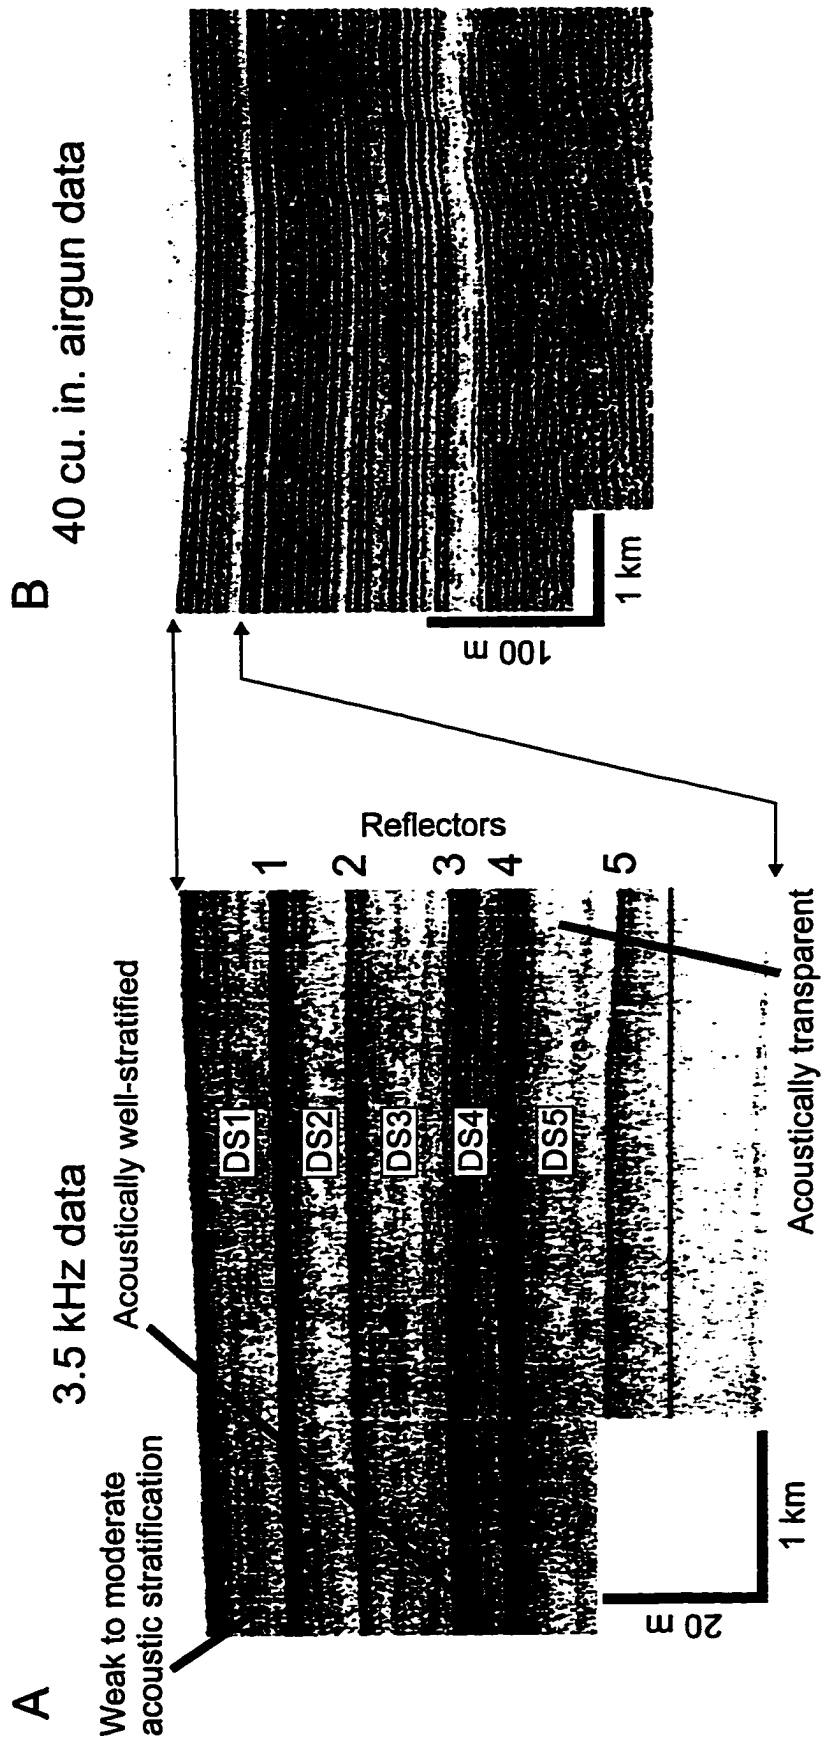 A
3.5 kHz data
Weak to moderate
acoustic stratification
Acoustically well-stratified
DS1
DS2
DS3
DS4
DS5
Reflectors
1
2
3
4
5
Acoustically transparent
20 m
1 km
B
40 cu. in. airgun data
100 m
1 km